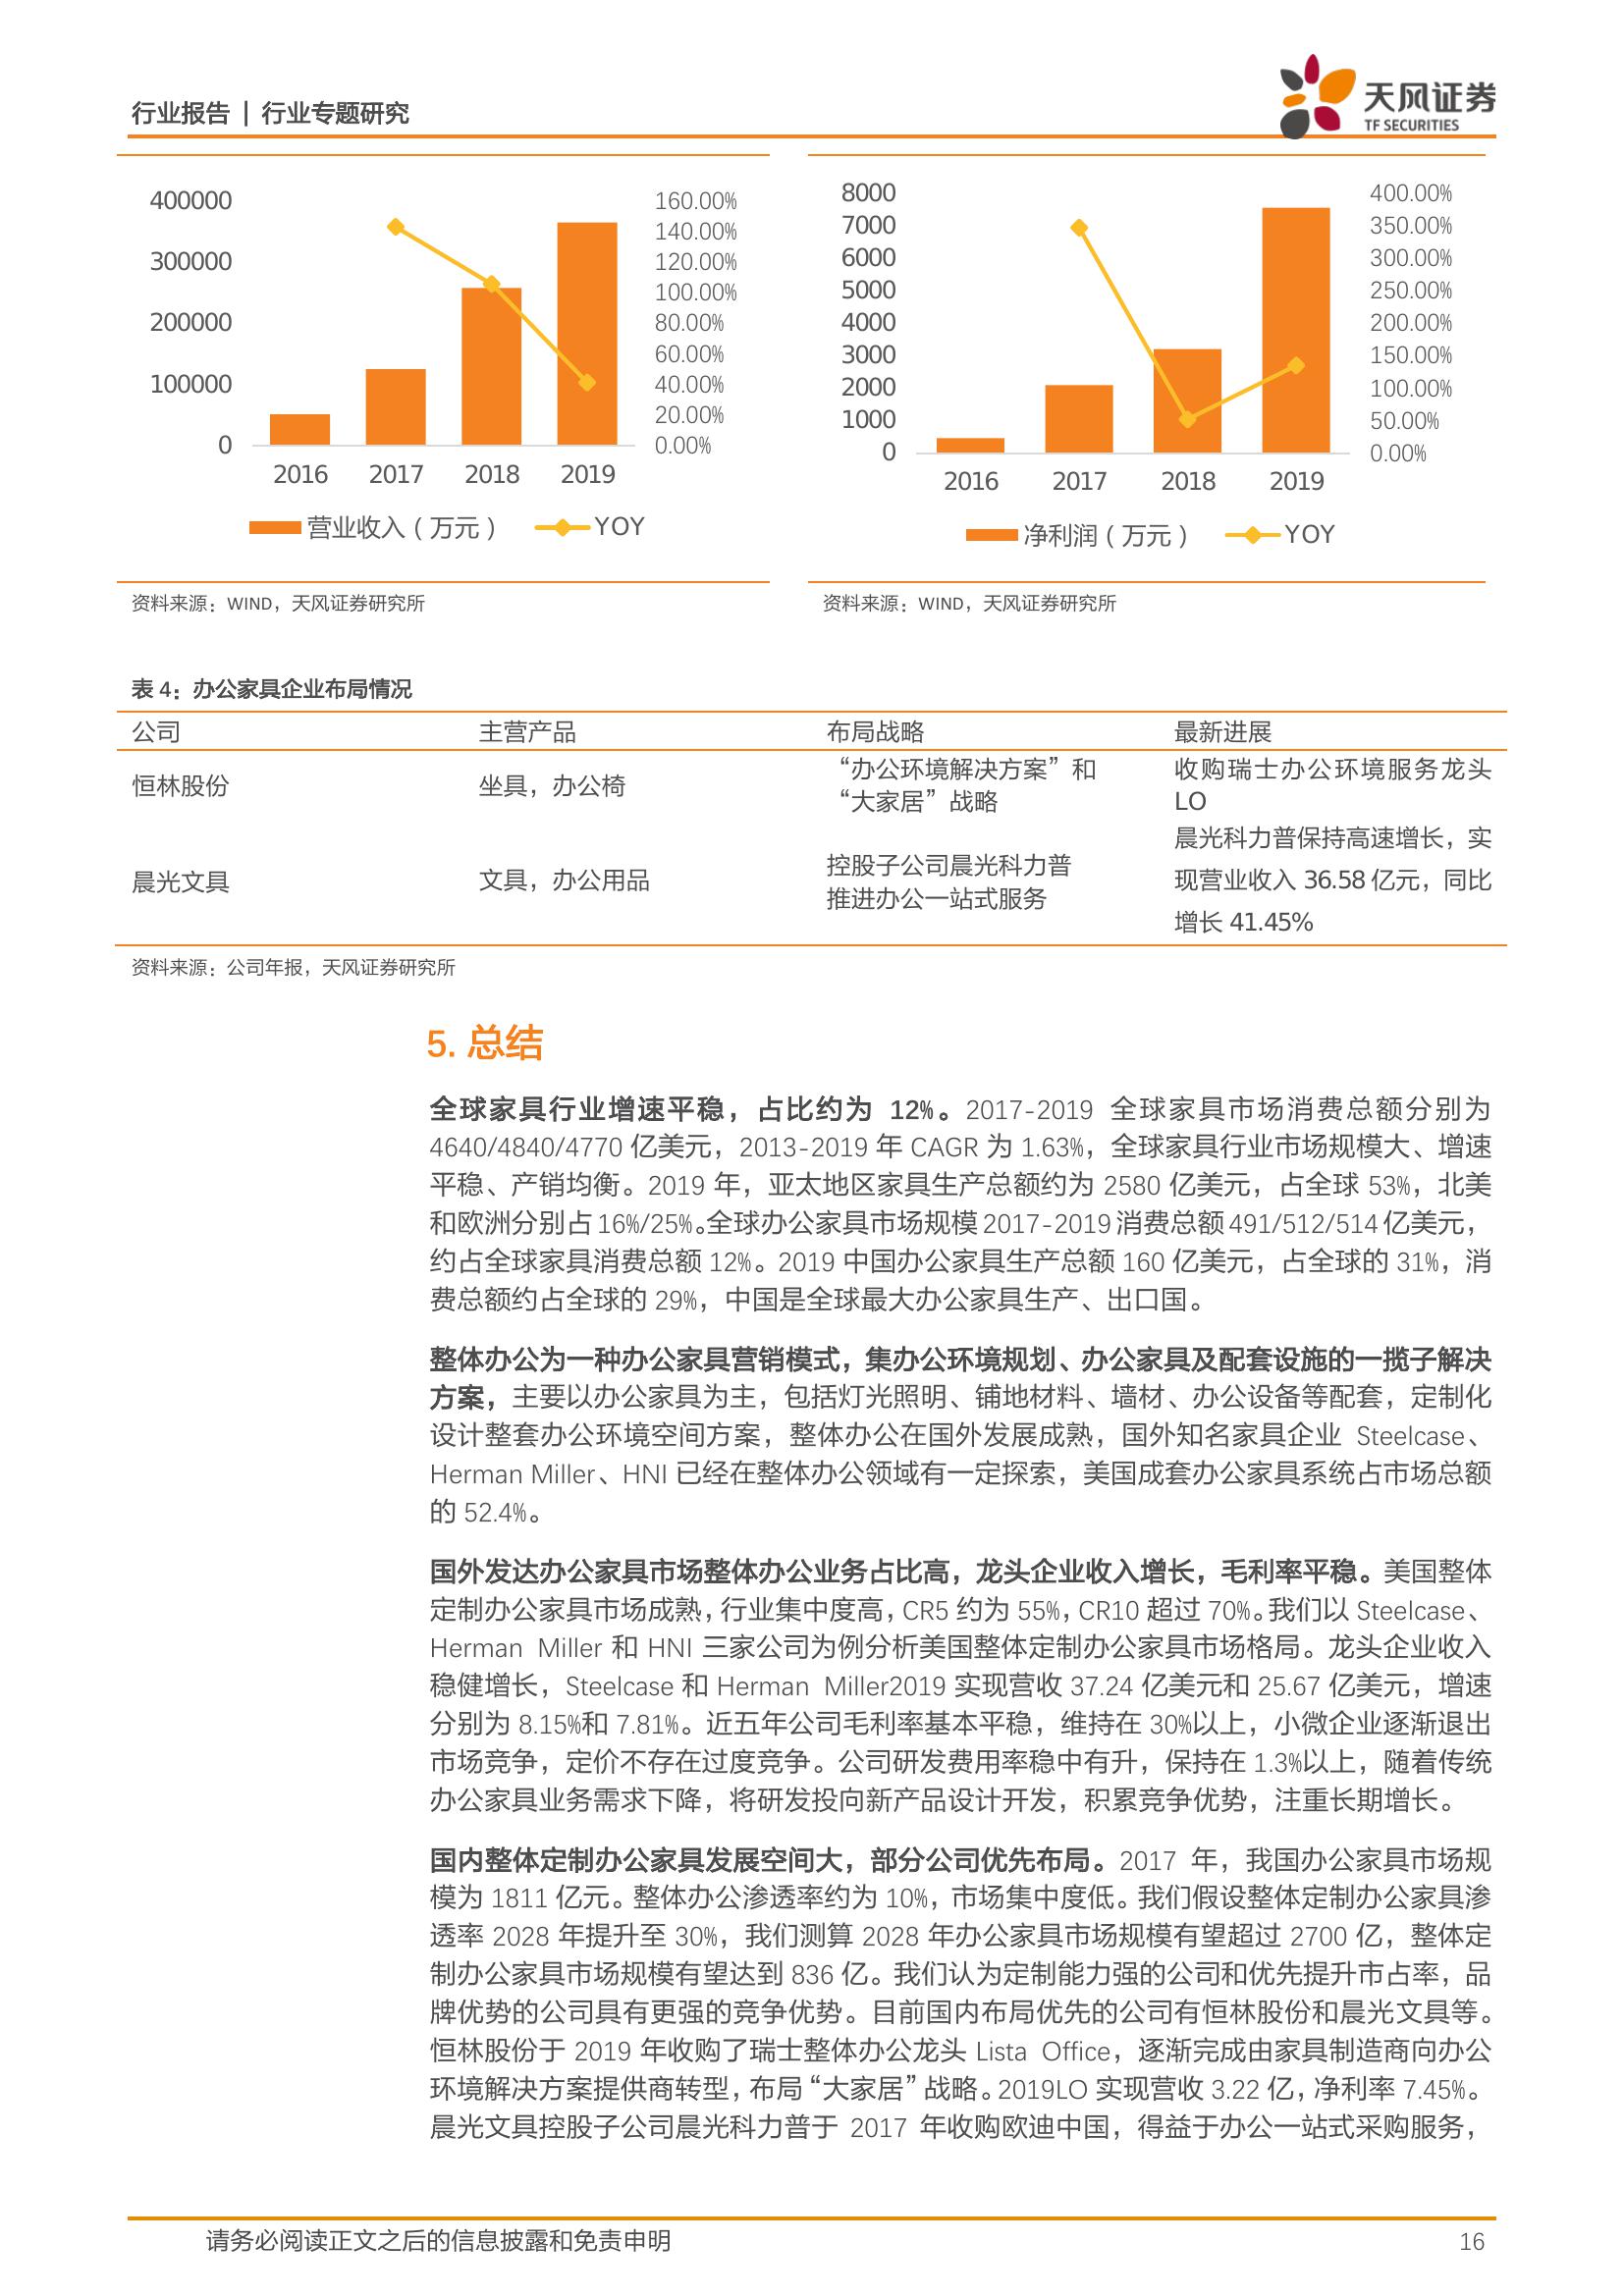 行业报告 | 行业专题研究
天风证券
TF SECURITIES
400000
300000
200000
100000
0
160.00%
140.00%
120.00%
100.00%
80.00%
60.00%
40.00%
20.00%
0.00%
2016 2017 2018 2019
营业收入（万元） YOY
8000
7000
6000
5000
4000
3000
2000
1000
0
400.00%
350.00%
300.00%
250.00%
200.00%
150.00%
100.00%
50.00%
0.00%
2016 2017 2018 2019
净利润（万元） YOY
资料来源：WIND，天风证券研究所
资料来源：WIND，天风证券研究所
表 4：办公家具企业布局情况
公司 主营产品 布局战略 最新进展
恒林股份
坐具，办公椅
“办公环境解决方案”和
“大家居”战略
收购瑞士办公环境服务龙头
LO
晨光文具
文具，办公用品
控股子公司晨光科力普
推进办公一站式服务
晨光科力普保持高速增长，实
现营业收入 36.58 亿元，同比
增长 41.45%
资料来源：公司年报，天风证券研究所
5. 总结
全球家具行业增速平稳，占比约为 12%。2017-2019 全球家具市场消费总额分别为
4640/4840/4770 亿美元，2013-2019 年 CAGR 为 1.63%，全球家具行业市场规模大、增速
平稳、产销均衡。2019 年，亚太地区家具生产总额约为 2580 亿美元，占全球 53%，北美
和欧洲分别占 16%/25%。全球办公家具市场规模 2017-2019 消费总额 491/512/514 亿美元，
约占全球家具消费总额 12%。2019 中国办公家具生产总额 160 亿美元，占全球的 31%，消
费总额约占全球的 29%，中国是全球最大办公家具生产、出口国。
整体办公为一种办公家具营销模式，集办公环境规划、办公家具及配套设施的一揽子解决
方案，主要以办公家具为主，包括灯光照明、铺地材料、墙材、办公设备等配套，定制化
设计整套办公环境空间方案，整体办公在国外发展成熟，国外知名家具企业 Steelcase、
Herman Miller、HNI 已经在整体办公领域有一定探索，美国成套办公家具系统占市场总额
的 52.4%。
国外发达办公家具市场整体办公业务占比高，龙头企业收入增长，毛利率平稳。美国整体
定制办公家具市场成熟，行业集中度高，CR5 约为 55%，CR10 超过 70%。我们以 Steelcase、
Herman Miller 和 HNI 三家公司为例分析美国整体定制办公家具市场格局。龙头企业收入
稳健增长，Steelcase 和 Herman Miller2019 实现营收 37.24 亿美元和 25.67 亿美元，增速
分别为 8.15%和 7.81%。近五年公司毛利率基本平稳，维持在 30%以上，小微企业逐渐退出
市场竞争，定价不存在过度竞争。公司研发费用率稳中有升，保持在 1.3%以上，随着传统
办公家具业务需求下降，将研发投向新产品设计开发，积累竞争优势，注重长期增长。
国内整体定制办公家具发展空间大，部分公司优先布局。2017 年，我国办公家具市场规
模为 1811 亿元。整体办公渗透率约为 10%，市场集中度低。我们假设整体定制办公家具渗
透率 2028 年提升至 30%，我们测算 2028 年办公家具市场规模有望超过 2700 亿，整体定
制办公家具市场规模有望达到 836 亿。我们认为定制能力强的公司和优先提升市占率，品
牌优势的公司具有更强的竞争优势。目前国内布局优先的公司有恒林股份和晨光文具等。
恒林股份于 2019 年收购了瑞士整体办公龙头 Lista Office，逐渐完成由家具制造商向办公
环境解决方案提供商转型，布局“大家居”战略。2019LO 实现营收 3.22 亿，净利率 7.45%。
晨光文具控股子公司晨光科力普于 2017 年收购欧迪中国，得益于办公一站式采购服务，
请务必阅读正文之后的信息披露和免责申明
16